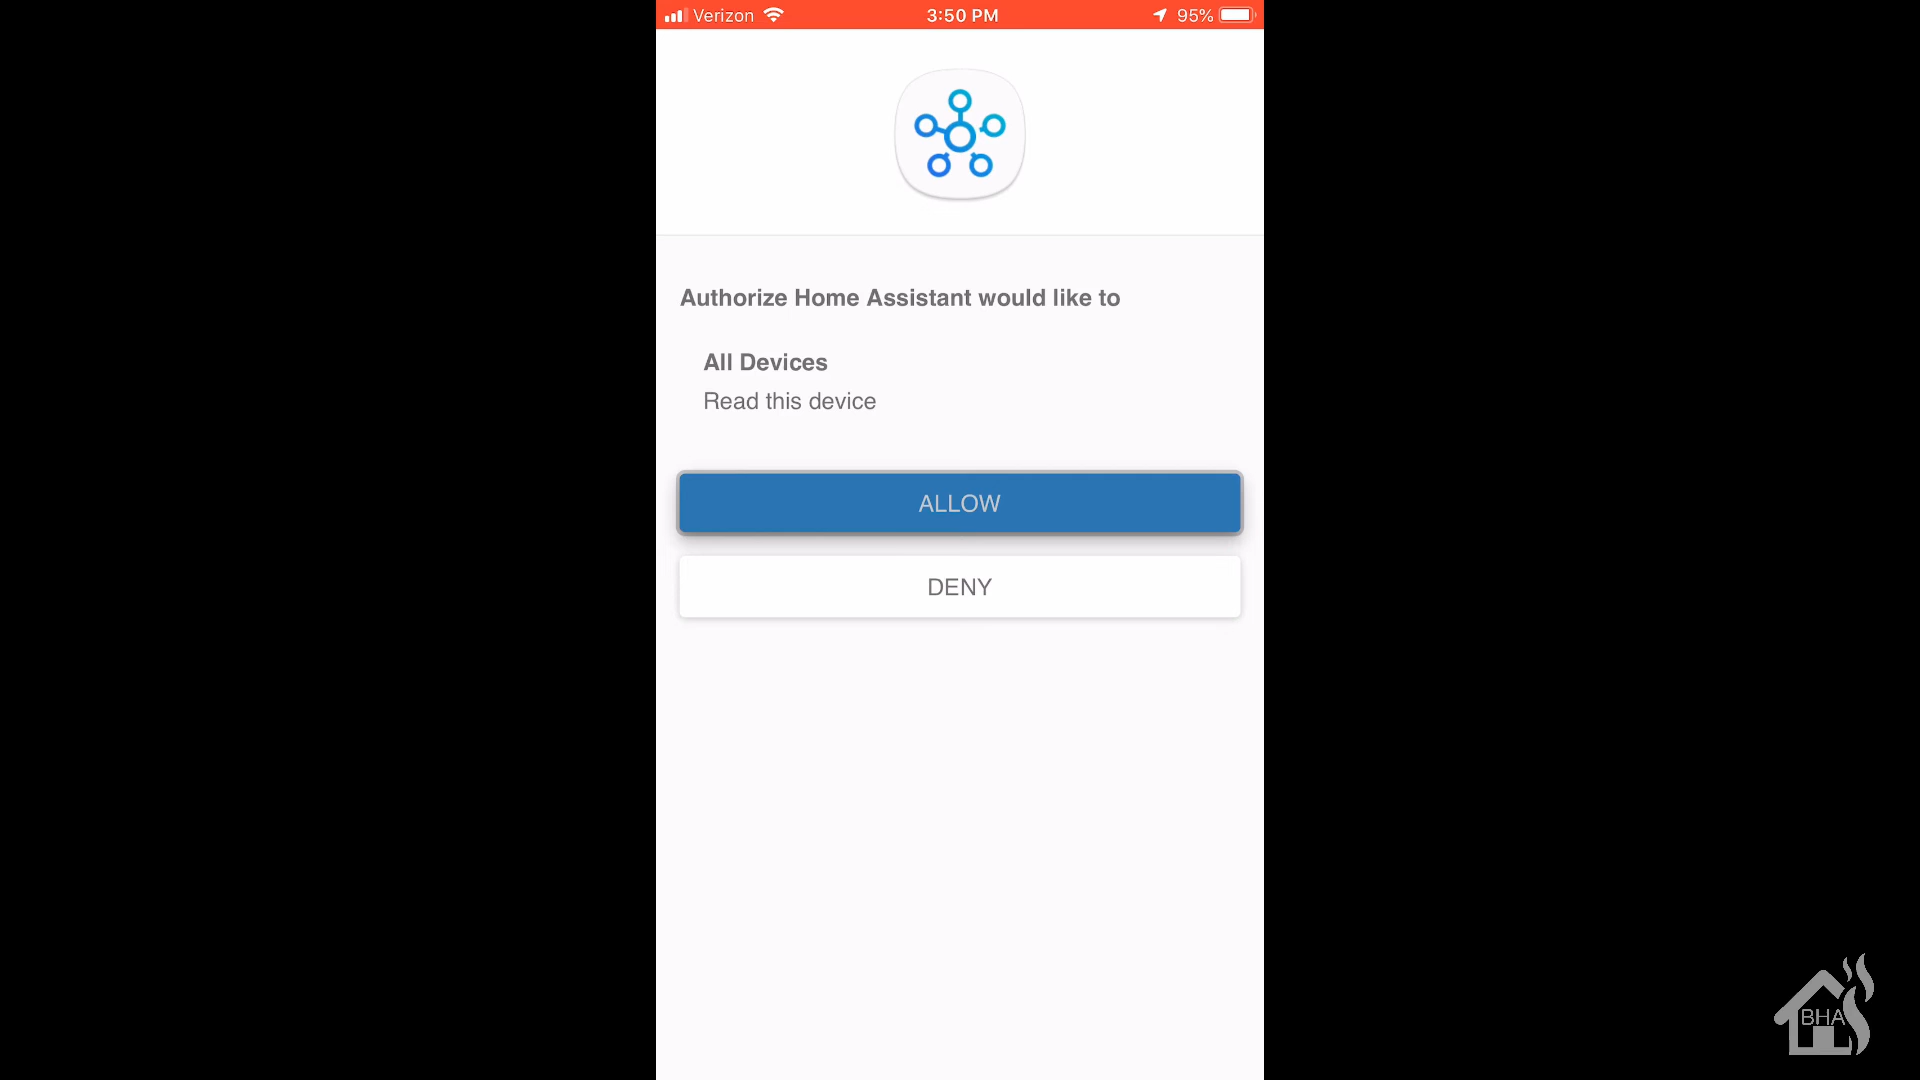 Verizon 3:50 PM 95%
Authorize Home Assistant would like to
All Devices
Read this device
ALLOW
DENY
BHA